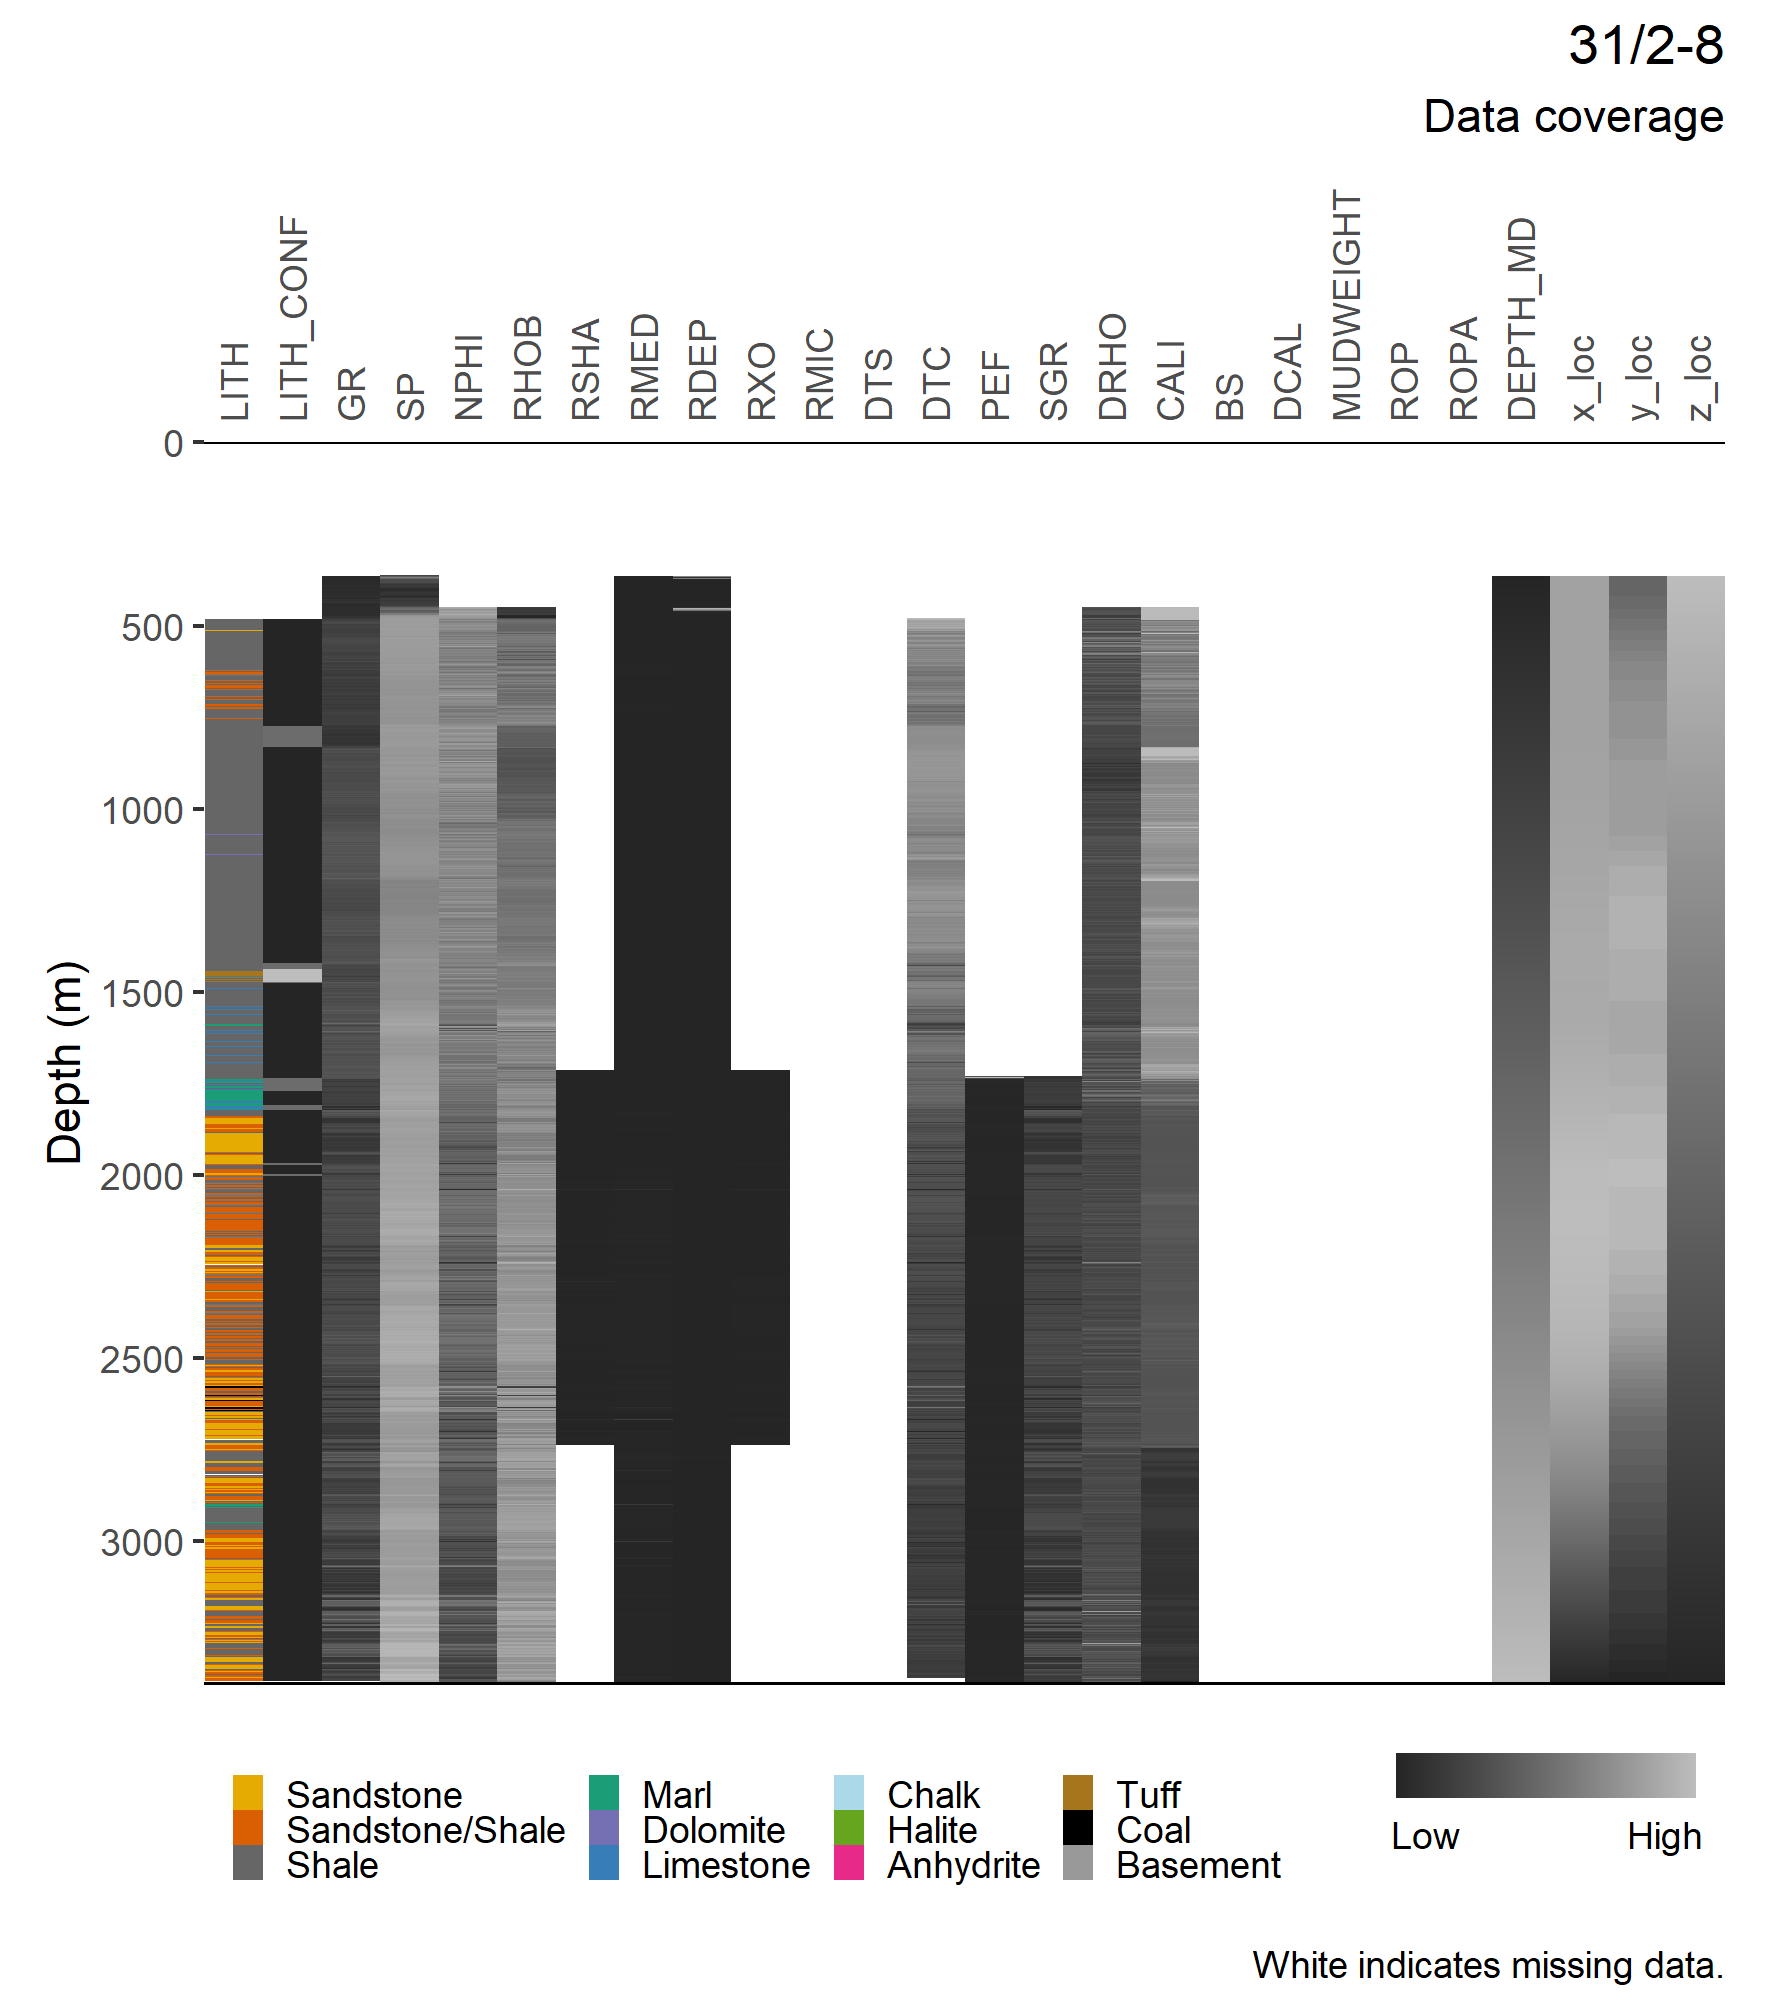 31/2-8
Data coverage
LITH
LITH_CONF
GR
SP
NPHI
RHOB
RSHA
RMED
RDEP
RXO
RMIC
DTS
DTC
PEF
SGR
DRHO
CALI
BS
DCAL
MUDWEIGHT
ROP
ROPA
DEPTH_MD
x_loc
y_loc
z_loc
Depth (m)
0
500
1000
1500
2000
2500
3000
Sandstone
Sandstone/Shale
Shale
Marl
Dolomite
Limestone
Chalk
Halite
Anhydrite
Tuff
Coal
Basement
Low High
White indicates missing data.